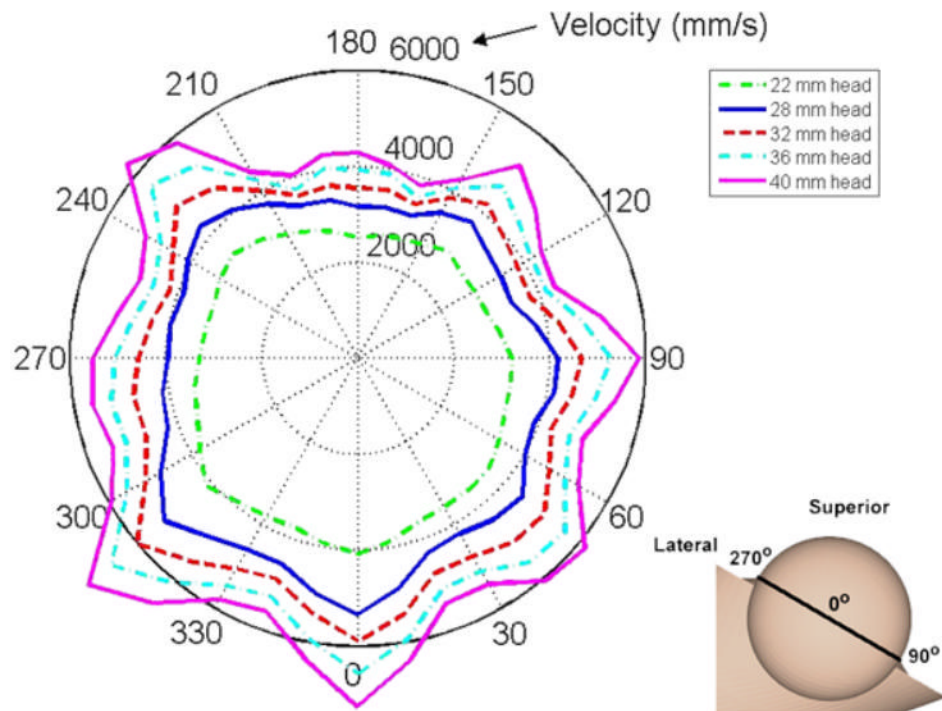 Velocity (mm/s)
180
6000
210
150
22 mm head
28 mm head
32 mm head
36 mm head
40 mm head
4000
240
120
2000
270
90
300
60
330
30
0
Superior
Lateral
270°
0°
90°